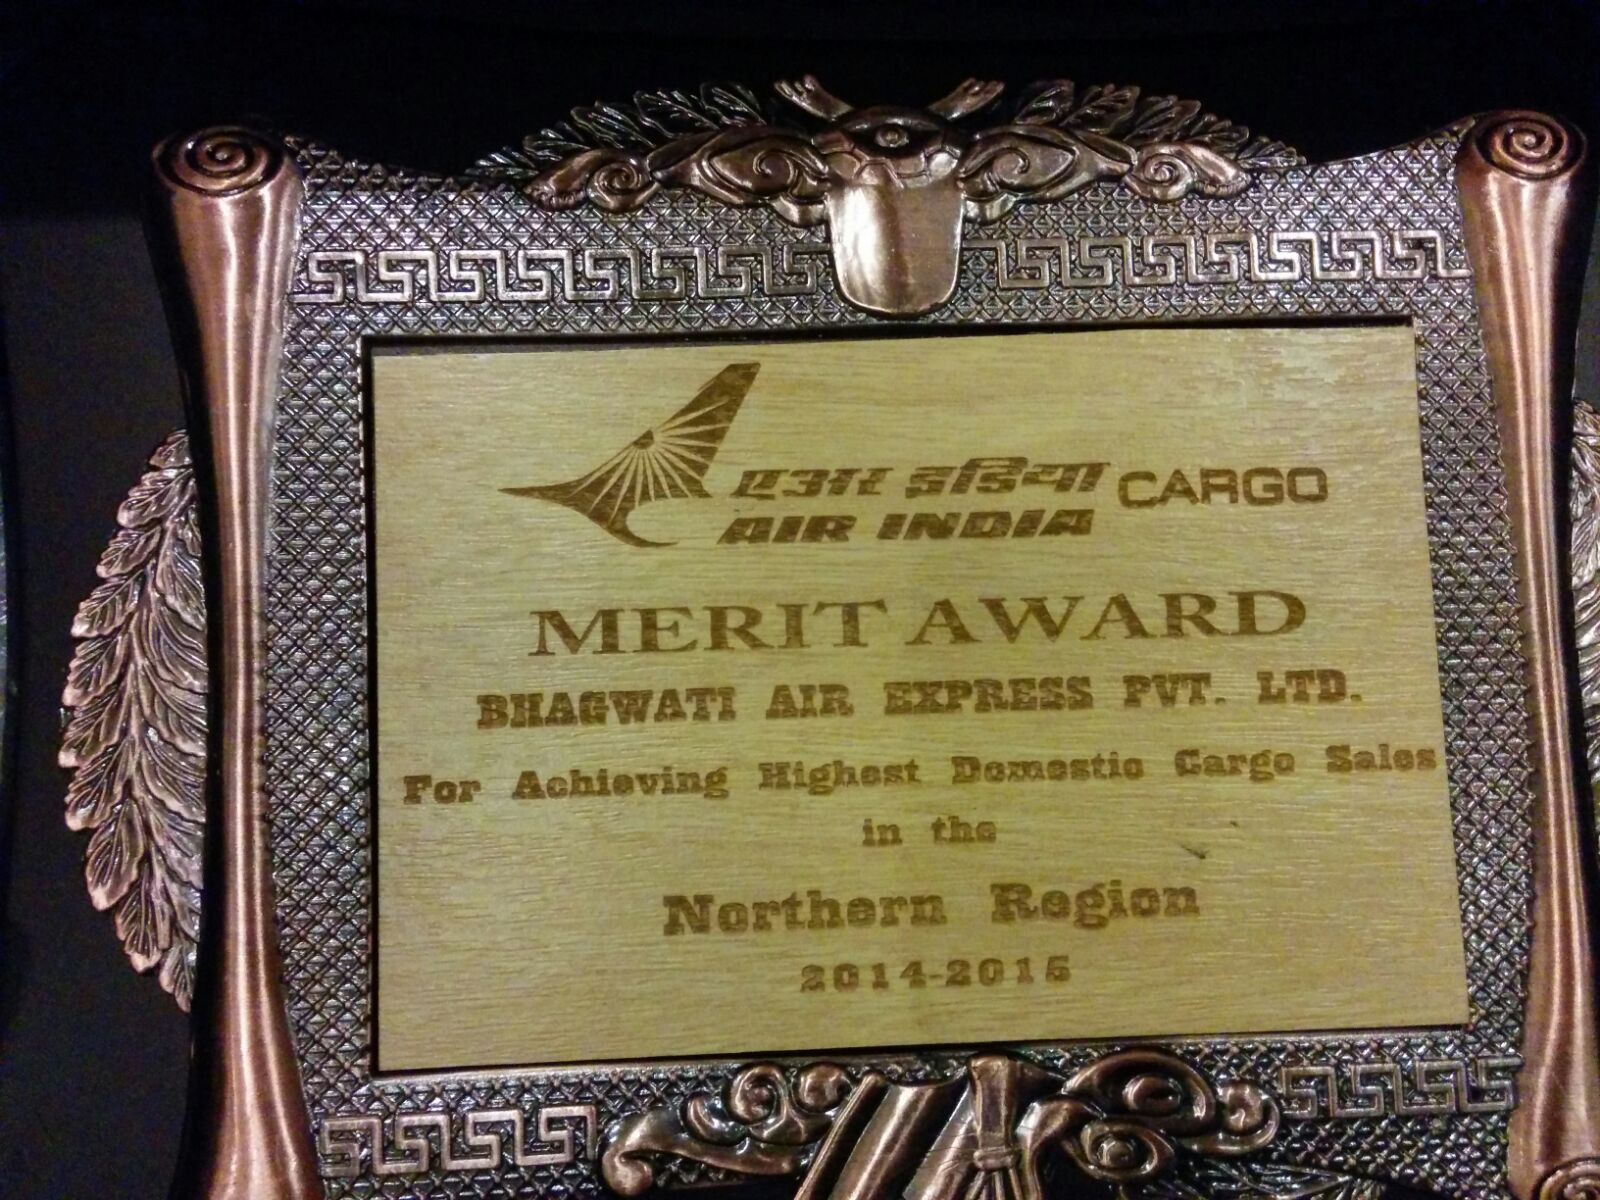 एअर इंडिया CARGO
AIR INDIA
MERIT AWARD
BHAGWATI AIR EXPRESS PVT. LTD.
For Achieving Highest Domestic Cargo Sales
in the
Northern Region
2014-2015